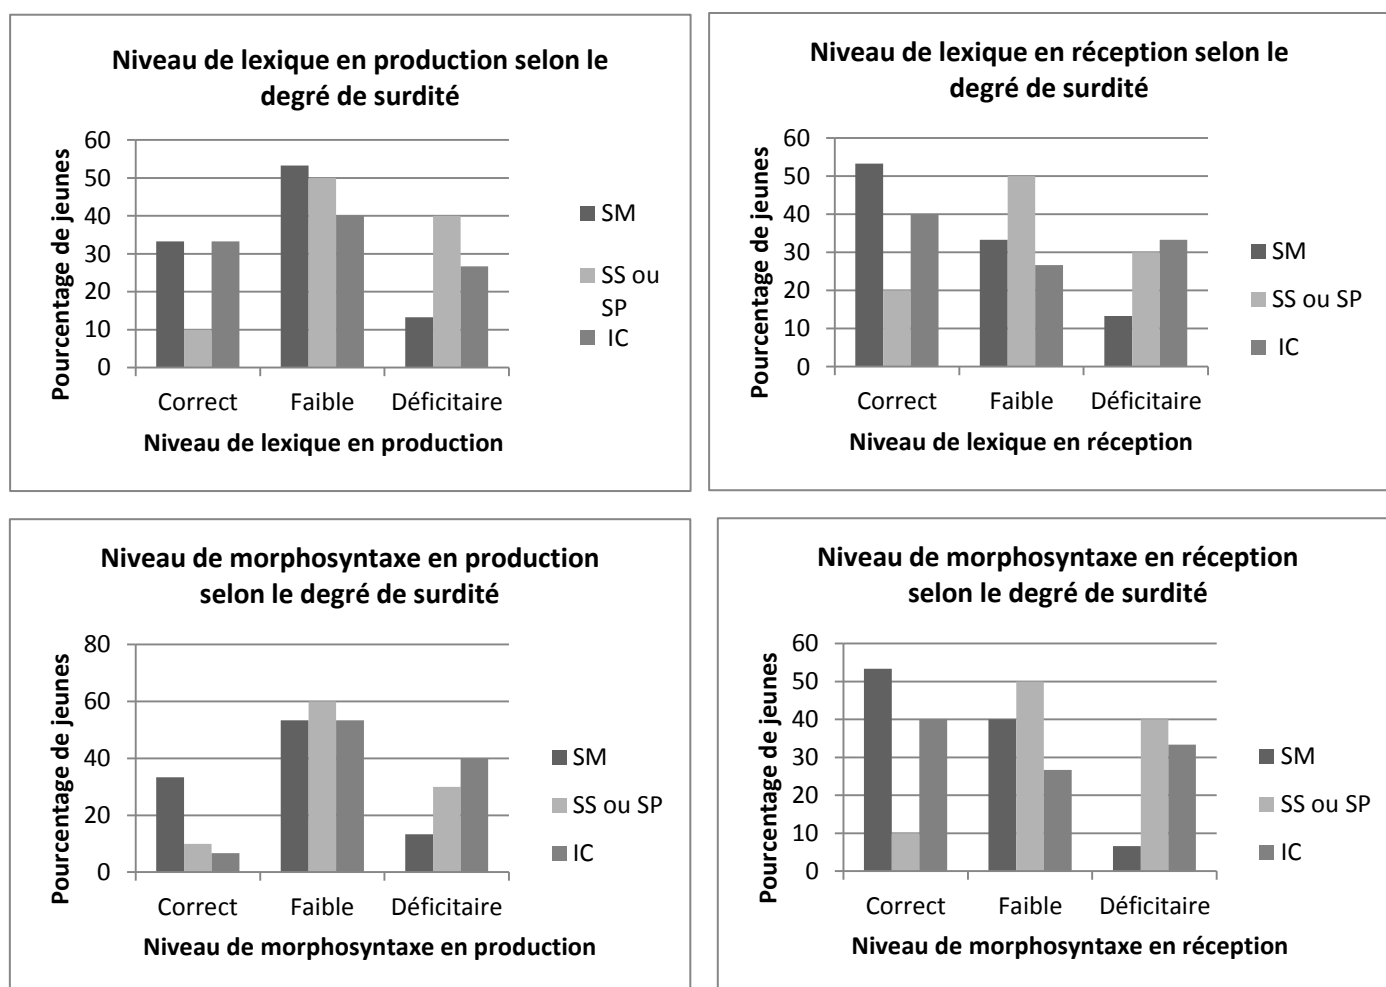 Niveau de lexique en production selon le
degré de surdité
Pourcentage de jeunes
60
50
40
30
20
10
0
Correct Faible Déficitaire
Niveau de lexique en production
SM
SS ou
SP
IC
Niveau de lexique en réception selon le
degré de surdité
Pourcentage de jeunes
60
50
40
30
20
10
0
Correct Faible Déficitaire
Niveau de lexique en réception
SM
SS ou SP
IC
Niveau de morphosyntaxe en production
selon le degré de surdité
Pourcentage de jeunes
80
60
40
20
0
Correct Faible Déficitaire
Niveau de morphosyntaxe en production
SM
SS ou SP
IC
Niveau de morphosyntaxe en réception
selon le degré de surdité
Pourcentage de jeunes
60
50
40
30
20
10
0
Correct Faible Déficitaire
Niveau de morphosyntaxe en réception
SM
SS ou SP
IC